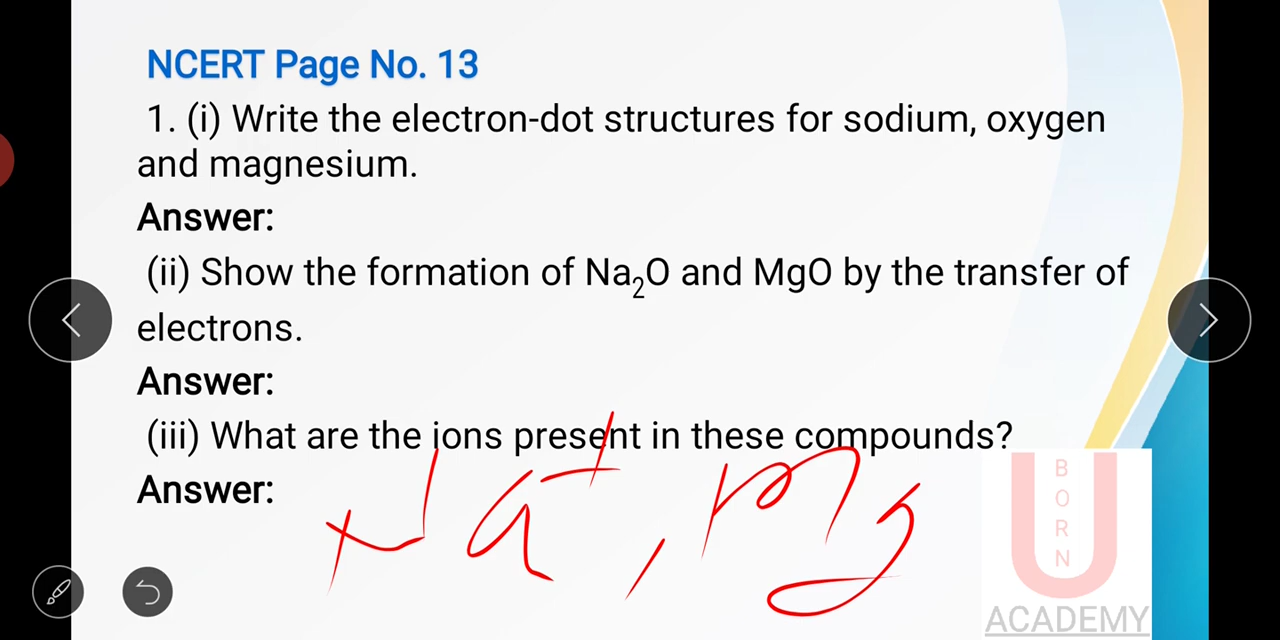 NCERT Page No. 13
1. (i) Write the electron-dot structures for sodium, oxygen
and magnesium.
Answer:
(ii) Show the formation of Na₂O and MgO by the transfer of
electrons.
Answer:
(iii) What are the ions present in these compounds?
Answer:
Na⁺, Mg
U
BORN
ACADEMY